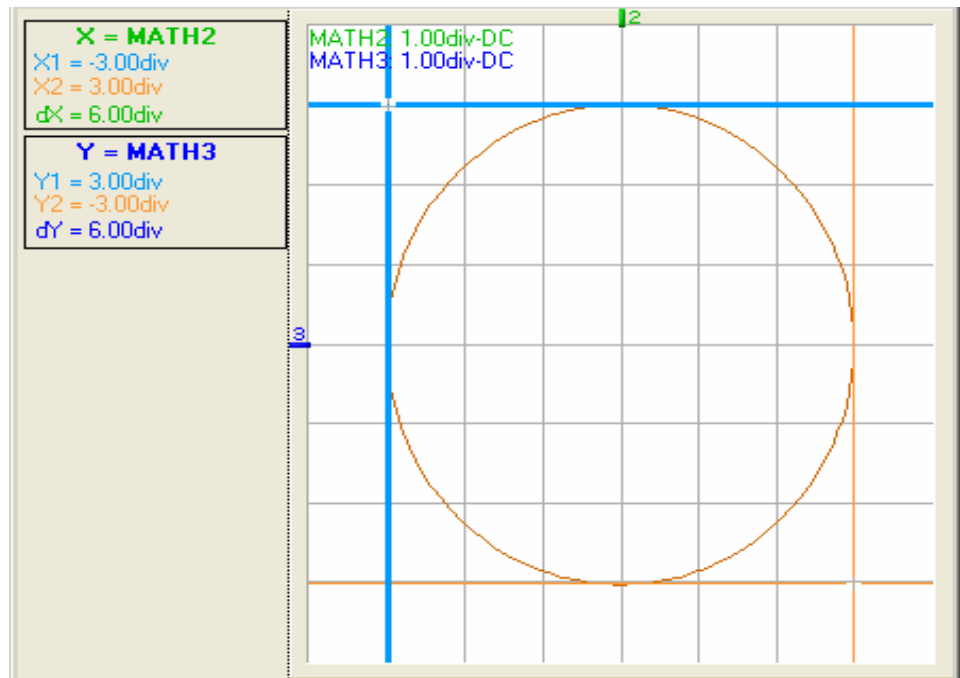 X = MATH2
X1 = -3.00div
X2 = 3.00div
dX = 6.00div
Y = MATH3
Y1 = 3.00div
Y2 = -3.00div
dY = 6.00div
2
MATH2 1.00div-DC
MATH3 1.00div-DC
3